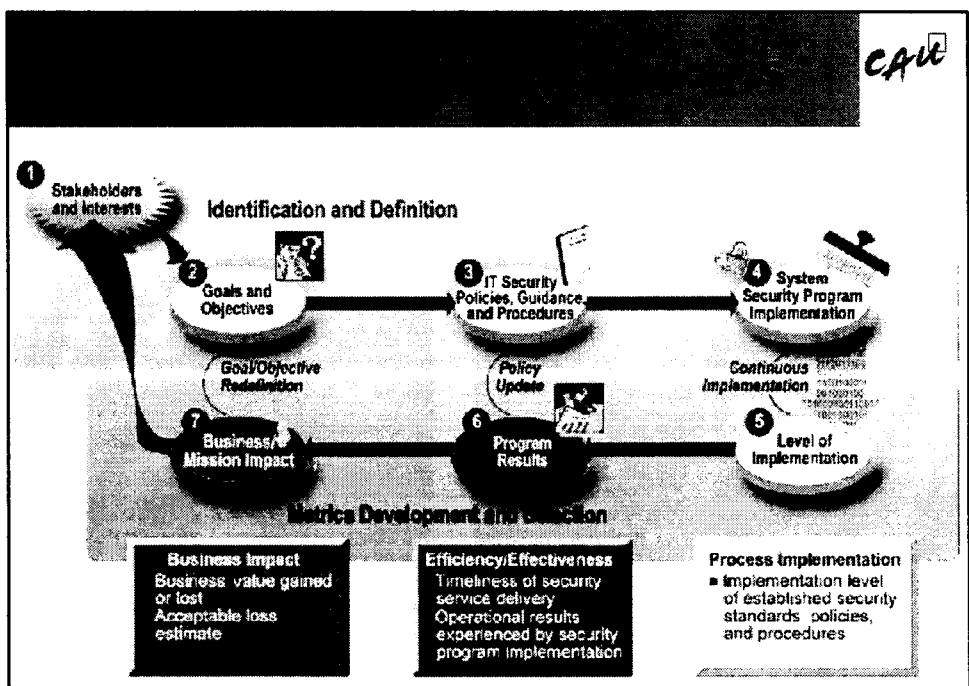 CAU
1
Stakeholders
and Interests
Identification and Definition
?
2
Goals and
Objectives
3
IT Security
Policies, Guidance,
and Procedures
4
System
Security Program
Implementation
Goal/Objective
Redefinition
Policy
Update
Continuous
Implementation
7
Business/
Mission Impact
6
Program
Results
5
Level of
Implementation
Metrics Development and
Business Impact
Business value gained
or lost
Acceptable loss
estimate
Efficiency/Effectiveness
Timeliness of security
service delivery
Operational results
experienced by security
program implementation
Process Implementation
■ Implementation level
of established security
standards, policies,
and procedures